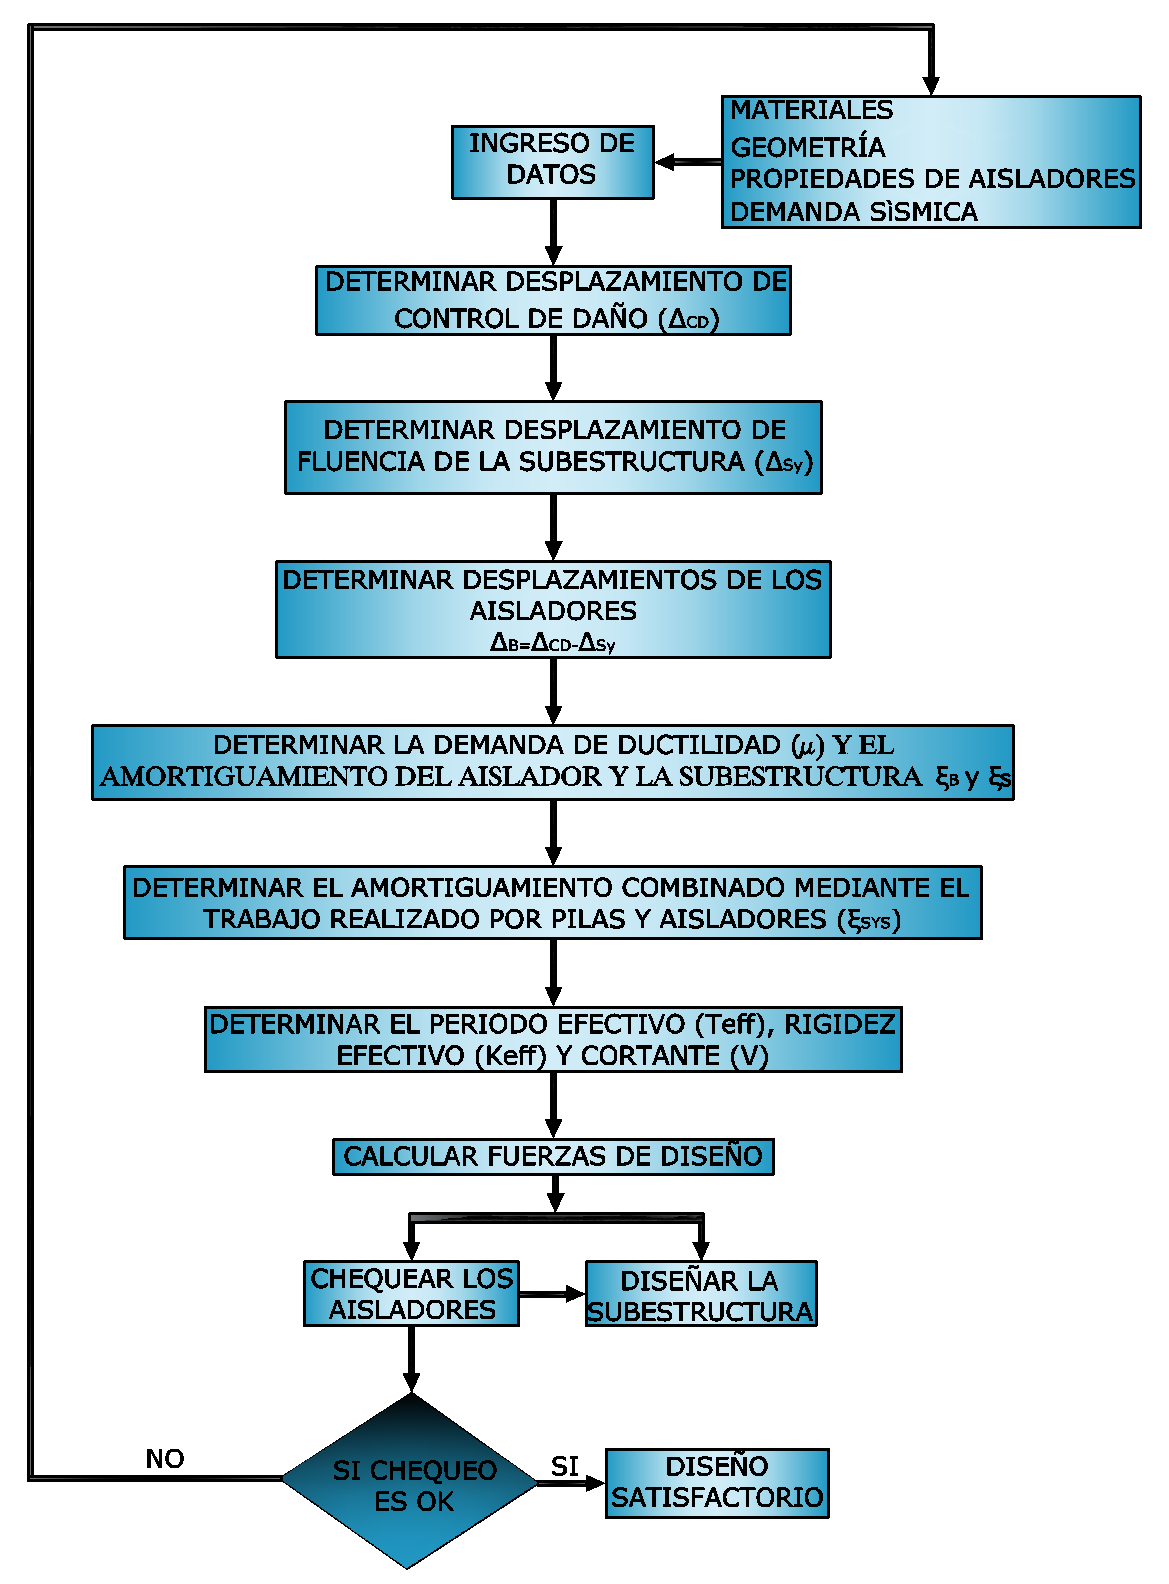 MATERIALES
GEOMETRÍA
PROPIEDADES DE AISLADORES
DEMANDA SìSMICA
INGRESO DE
DATOS
DETERMINAR DESPLAZAMIENTO DE
CONTROL DE DAÑO (ΔCD)
DETERMINAR DESPLAZAMIENTO DE
FLUENCIA DE LA SUBESTRUCTURA (ΔSy)
DETERMINAR DESPLAZAMIENTOS DE LOS
AISLADORES
ΔB=ΔCD-ΔSy
DETERMINAR LA DEMANDA DE DUCTILIDAD (μ) Y EL
AMORTIGUAMIENTO DEL AISLADOR Y LA SUBESTRUCTURA ξB y ξS
DETERMINAR EL AMORTIGUAMIENTO COMBINADO MEDIANTE EL
TRABAJO REALIZADO POR PILAS Y AISLADORES (ξSYS)
DETERMINAR EL PERIODO EFECTIVO (Teff), RIGIDEZ
EFECTIVO (Keff) Y CORTANTE (V)
CALCULAR FUERZAS DE DISEÑO
CHEQUEAR LOS
AISLADORES
DISEÑAR LA
SUBESTRUCTURA
NO
SI CHEQUEO
ES OK
SI
DISEÑO
SATISFACTORIO